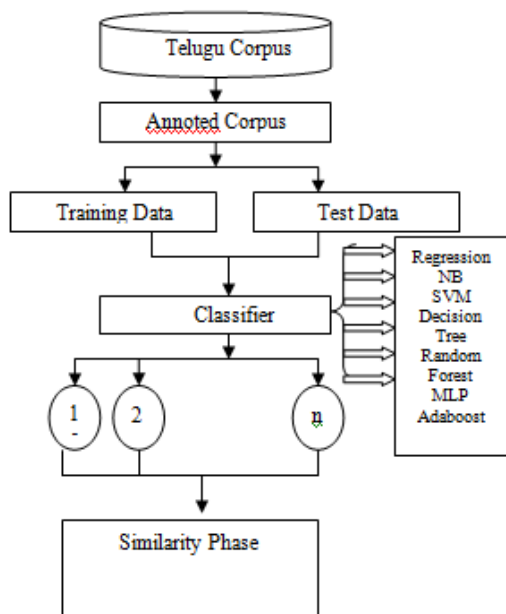 Telugu Corpus
Annoted Corpus
Training Data
Test Data
Classifier
Regression
NB
SVM
Decision
Tree
Random
Forest
MLP
Adaboost
1
-
2
n
Similarity Phase